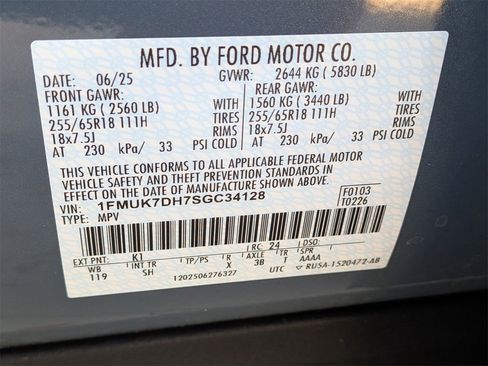 MFD. BY FORD MOTOR CO.
DATE: 06/25 GVWR: 2644 KG ( 5830 LB)
FRONT GAWR: REAR GAWR:
1161 KG ( 2560 LB) 1560 KG ( 3440 LB)
255/65R18 111H TIRES 255/65R18 111H TIRES
18x7.5J RIMS 18x7.5J RIMS
AT 230 kPa/ 33 PSI COLD AT 230 kPa/ 33 PSI COLD
THIS VEHICLE CONFORMS TO ALL APPLICABLE FEDERAL MOTOR
VEHICLE SAFETY AND THEFT PREVENTION STANDARDS IN
EFFECT ON THE DATE OF MANUFACTURE SHOWN ABOVE.
VIN: 1FMUK7DH7SGC34128 F0103
TYPE: MPV T0226
EXT PNT: K1 RC: 24 DSO:
WB INT TR TP/PS R AXLE TR SPR
119 SH X 3B T AAAA
1202506276327 UTC RU5A-1520472-AB